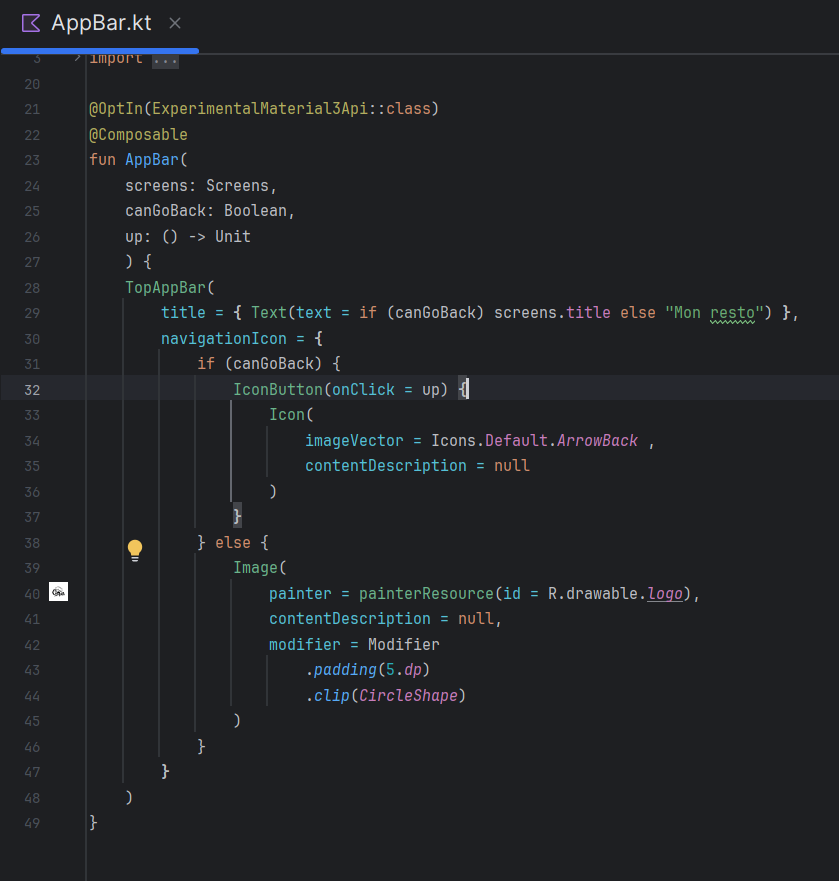 AppBar.kt
3 import ...
20
21 @OptIn(ExperimentalMaterial3Api::class)
22 @Composable
23 fun AppBar(
24     screens: Screens,
25     canGoBack: Boolean,
26     up: () -> Unit
27     ) {
28     TopAppBar(
29         title = { Text(text = if (canGoBack) screens.title else "Mon resto") },
30         navigationIcon = {
31             if (canGoBack) {
32                 IconButton(onClick = up) {
33                     Icon(
34                         imageVector = Icons.Default.ArrowBack ,
35                         contentDescription = null
36                     )
37                 }
38             } else {
39                 Image(
40                     painter = painterResource(id = R.drawable.logo),
41                     contentDescription = null,
42                     modifier = Modifier
43                         .padding(5.dp)
44                         .clip(CircleShape)
45                 )
46             }
47         }
48     )
49 }